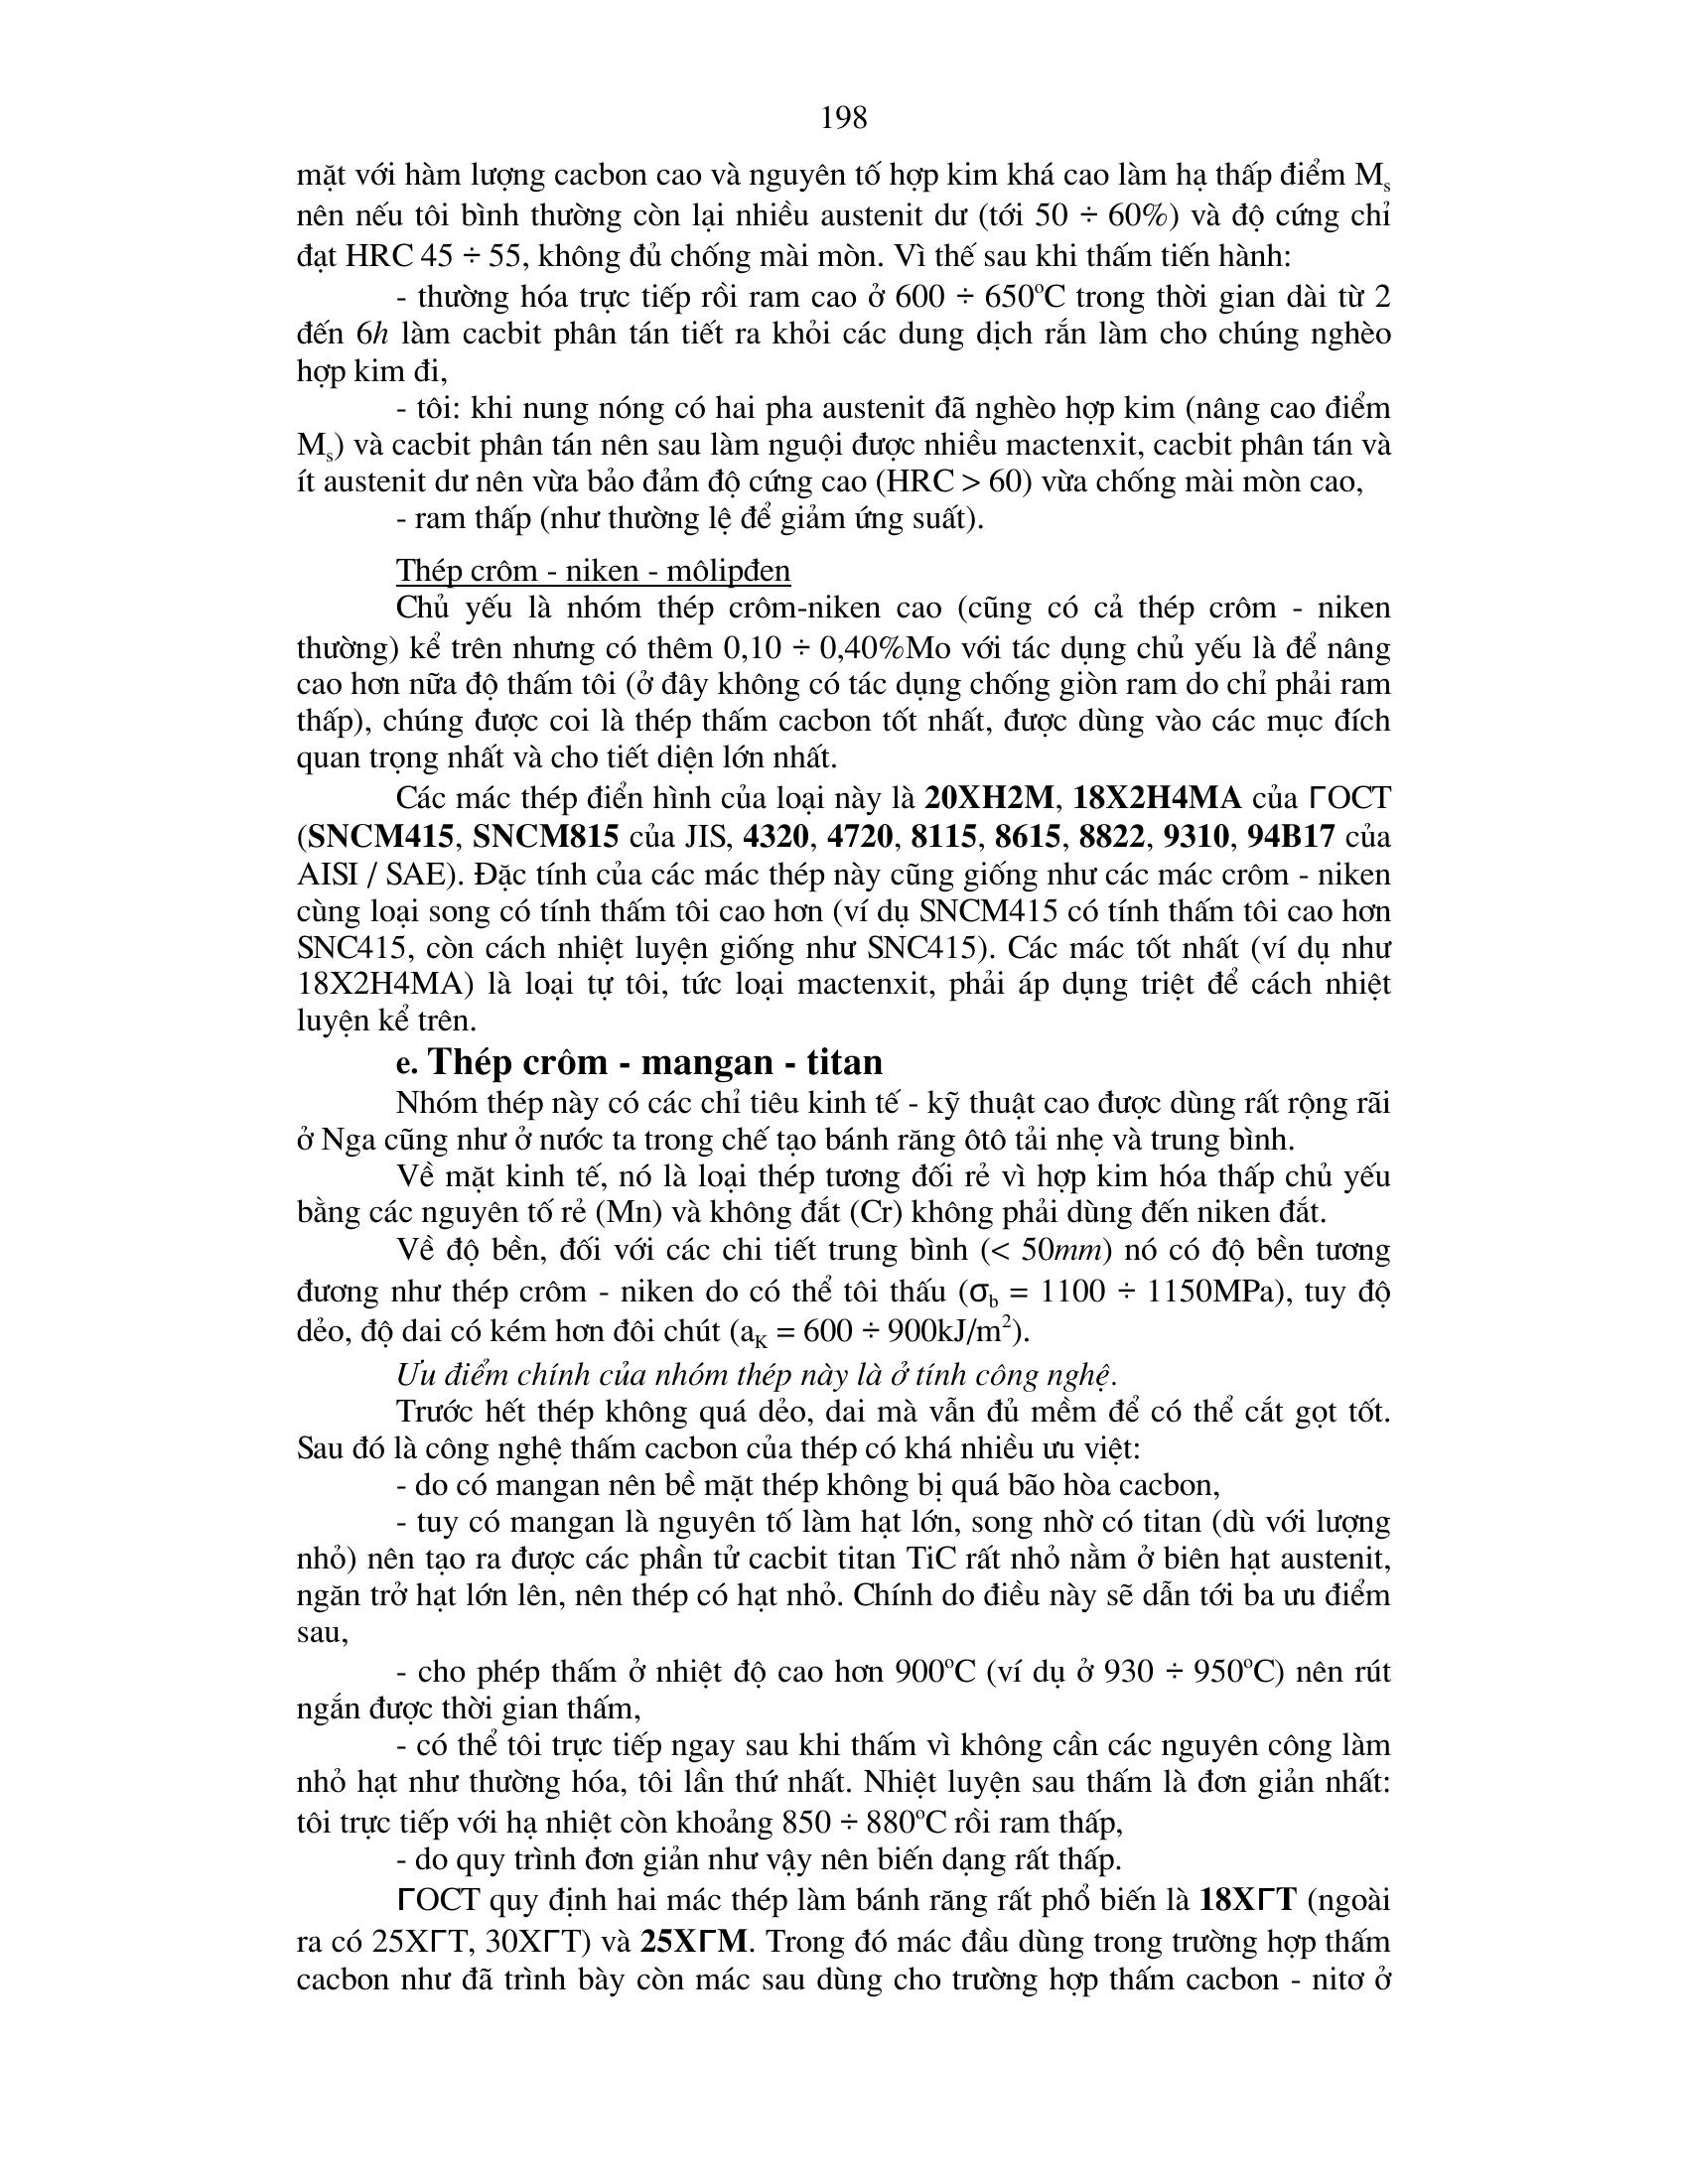 198
mặt với hàm lượng cacbon cao và nguyên tố hợp kim khá cao làm hạ thấp điểm Ms
nên nếu tôi bình thường còn lại nhiều austenit dư (tới 50 ÷ 60%) và độ cứng chỉ
đạt HRC 45 ÷ 55, không đủ chống mài mòn. Vì thế sau khi thấm tiến hành:
- thường hóa trực tiếp rồi ram cao ở 600 ÷ 650ºC trong thời gian dài từ 2
đến 6h làm cacbit phân tán tiết ra khỏi các dung dịch rắn làm cho chúng nghèo
hợp kim đi,
- tôi: khi nung nóng có hai pha austenit đã nghèo hợp kim (nâng cao điểm
Ms) và cacbit phân tán nên sau làm nguội được nhiều mactenxit, cacbit phân tán và
ít austenit dư nên vừa bảo đảm độ cứng cao (HRC > 60) vừa chống mài mòn cao,
- ram thấp (như thường lệ để giảm ứng suất).
Thép crôm - niken - môlipđen
Chủ yếu là nhóm thép crôm-niken cao (cũng có cả thép crôm - niken
thường) kể trên nhưng có thêm 0,10 ÷ 0,40%Mo với tác dụng chủ yếu là để nâng
cao hơn nữa độ thấm tôi (ở đây không có tác dụng chống giòn ram do chỉ phải ram
thấp), chúng được coi là thép thấm cacbon tốt nhất, được dùng vào các mục đích
quan trọng nhất và cho tiết diện lớn nhất.
Các mác thép điển hình của loại này là 20XH2M, 18X2H4MA của ΓOCT
(SNCM415, SNCM815 của JIS, 4320, 4720, 8115, 8615, 8822, 9310, 94B17 của
AISI / SAE). Đặc tính của các mác thép này cũng giống như các mác crôm - niken
cùng loại song có tính thấm tôi cao hơn (ví dụ SNCM415 có tính thấm tôi cao hơn
SNC415, còn cách nhiệt luyện giống như SNC415). Các mác tốt nhất (ví dụ như
18X2H4MA) là loại tự tôi, tức loại mactenxit, phải áp dụng triệt để cách nhiệt
luyện kể trên.
e. Thép crôm - mangan - titan
Nhóm thép này có các chỉ tiêu kinh tế - kỹ thuật cao được dùng rất rộng rãi
ở Nga cũng như ở nước ta trong chế tạo bánh răng ôtô tải nhẹ và trung bình.
Về mặt kinh tế, nó là loại thép tương đối rẻ vì hợp kim hóa thấp chủ yếu
bằng các nguyên tố rẻ (Mn) và không đắt (Cr) không phải dùng đến niken đắt.
Về độ bền, đối với các chi tiết trung bình (< 50mm) nó có độ bền tương
đương như thép crôm - niken do có thể tôi thấu (σb = 1100 ÷ 1150MPa), tuy độ
dẻo, độ dai có kém hơn đôi chút (aK = 600 ÷ 900kJ/m²).
Ưu điểm chính của nhóm thép này là ở tính công nghệ.
Trước hết thép không quá dẻo, dai mà vẫn đủ mềm để có thể cắt gọt tốt.
Sau đó là công nghệ thấm cacbon của thép có khá nhiều ưu việt:
- do có mangan nên bề mặt thép không bị quá bão hòa cacbon,
- tuy có mangan là nguyên tố làm hạt lớn, song nhờ có titan (dù với lượng
nhỏ) nên tạo ra được các phần tử cacbit titan TiC rất nhỏ nằm ở biên hạt austenit,
ngăn trở hạt lớn lên, nên thép có hạt nhỏ. Chính do điều này sẽ dẫn tới ba ưu điểm
sau,
- cho phép thấm ở nhiệt độ cao hơn 900ºC (ví dụ ở 930 ÷ 950ºC) nên rút
ngắn được thời gian thấm,
- có thể tôi trực tiếp ngay sau khi thấm vì không cần các nguyên công làm
nhỏ hạt như thường hóa, tôi lần thứ nhất. Nhiệt luyện sau thấm là đơn giản nhất:
tôi trực tiếp với hạ nhiệt còn khoảng 850 ÷ 880ºC rồi ram thấp,
- do quy trình đơn giản như vậy nên biến dạng rất thấp.
ΓOCT quy định hai mác thép làm bánh răng rất phổ biến là 18XΓT (ngoài
ra có 25XΓT, 30XΓT) và 25XΓM. Trong đó mác đầu dùng trong trường hợp thấm
cacbon như đã trình bày còn mác sau dùng cho trường hợp thấm cacbon - nitơ ở